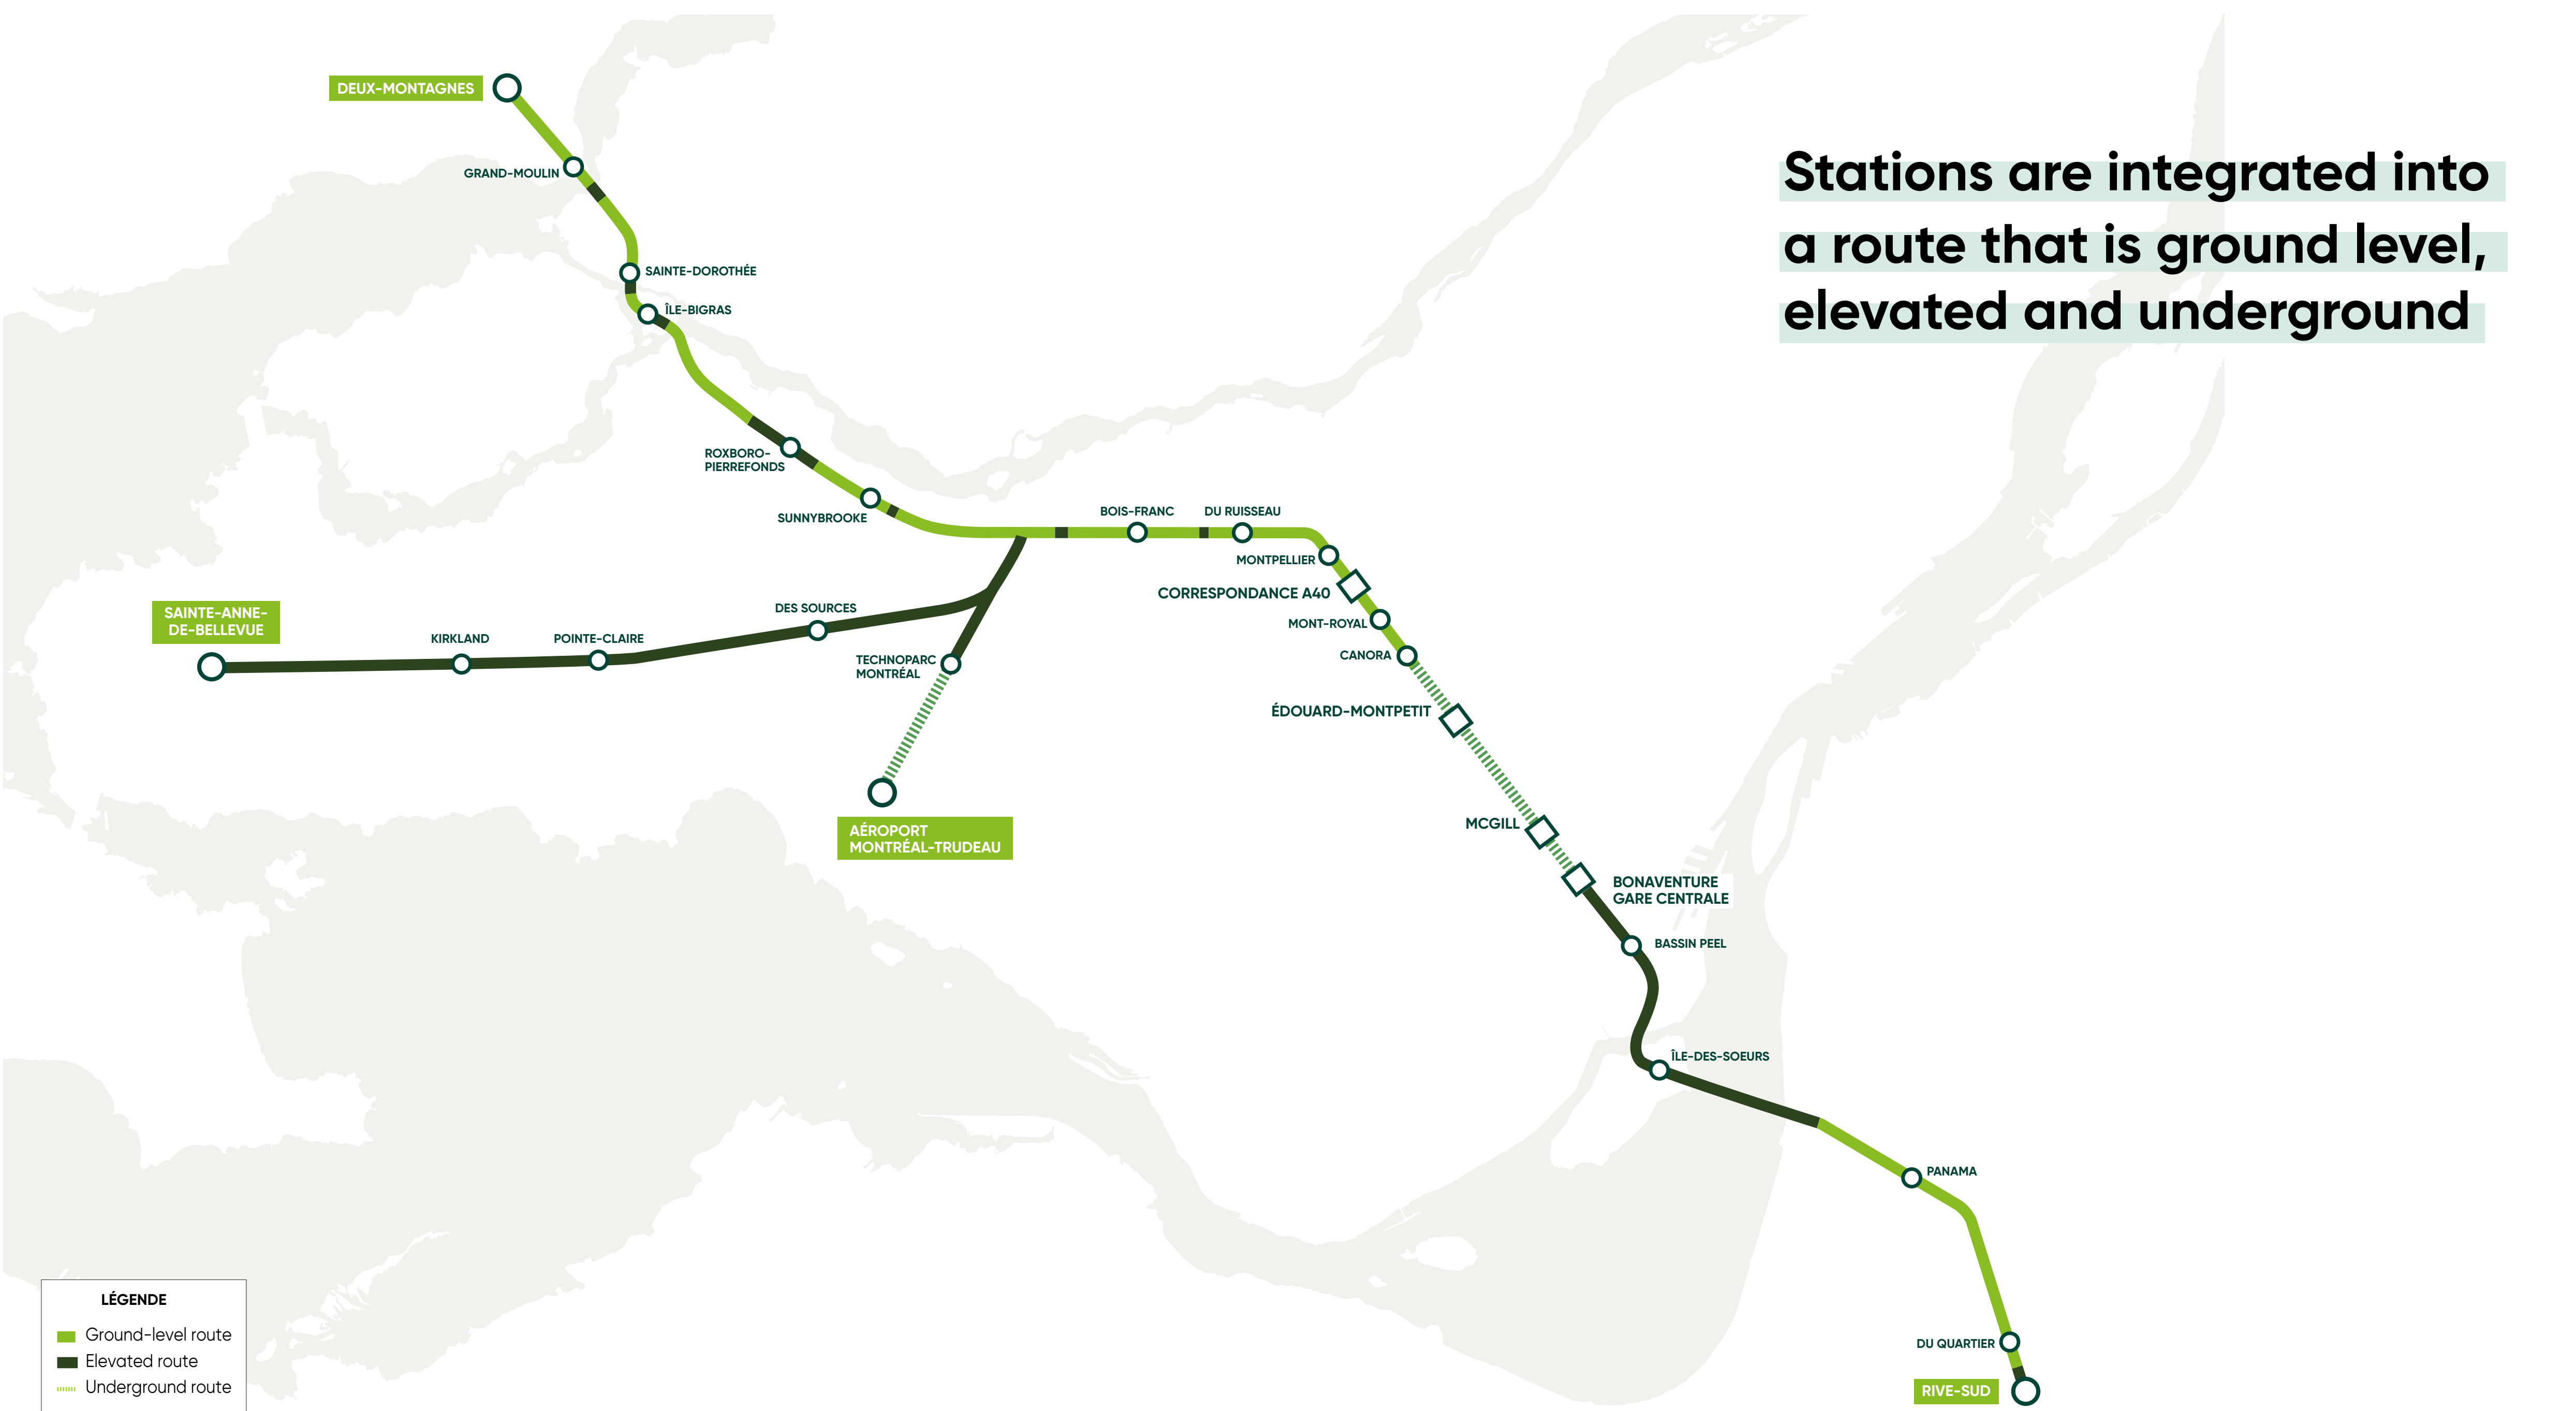 Stations are integrated into
a route that is ground level,
elevated and underground
DEUX-MONTAGNES
GRAND-MOULIN
SAINTE-DOROTHÉE
ÎLE-BIGRAS
ROXBORO-
PIERREFONDS
SUNNYBROOKE
BOIS-FRANC
DU RUISSEAU
MONTPELLIER
CORRESPONDANCE A40
MONT-ROYAL
CANORA
ÉDOUARD-MONTPETIT
MCGILL
BONAVENTURE
GARE CENTRALE
BASSIN PEEL
ÎLE-DES-SOEURS
PANAMA
DU QUARTIER
RIVE-SUD
SAINTE-ANNE-
DE-BELLEVUE
KIRKLAND
POINTE-CLAIRE
DES SOURCES
TECHNOPARC
MONTRÉAL
AÉROPORT
MONTRÉAL-TRUDEAU
LÉGENDE
Ground-level route
Elevated route
Underground route